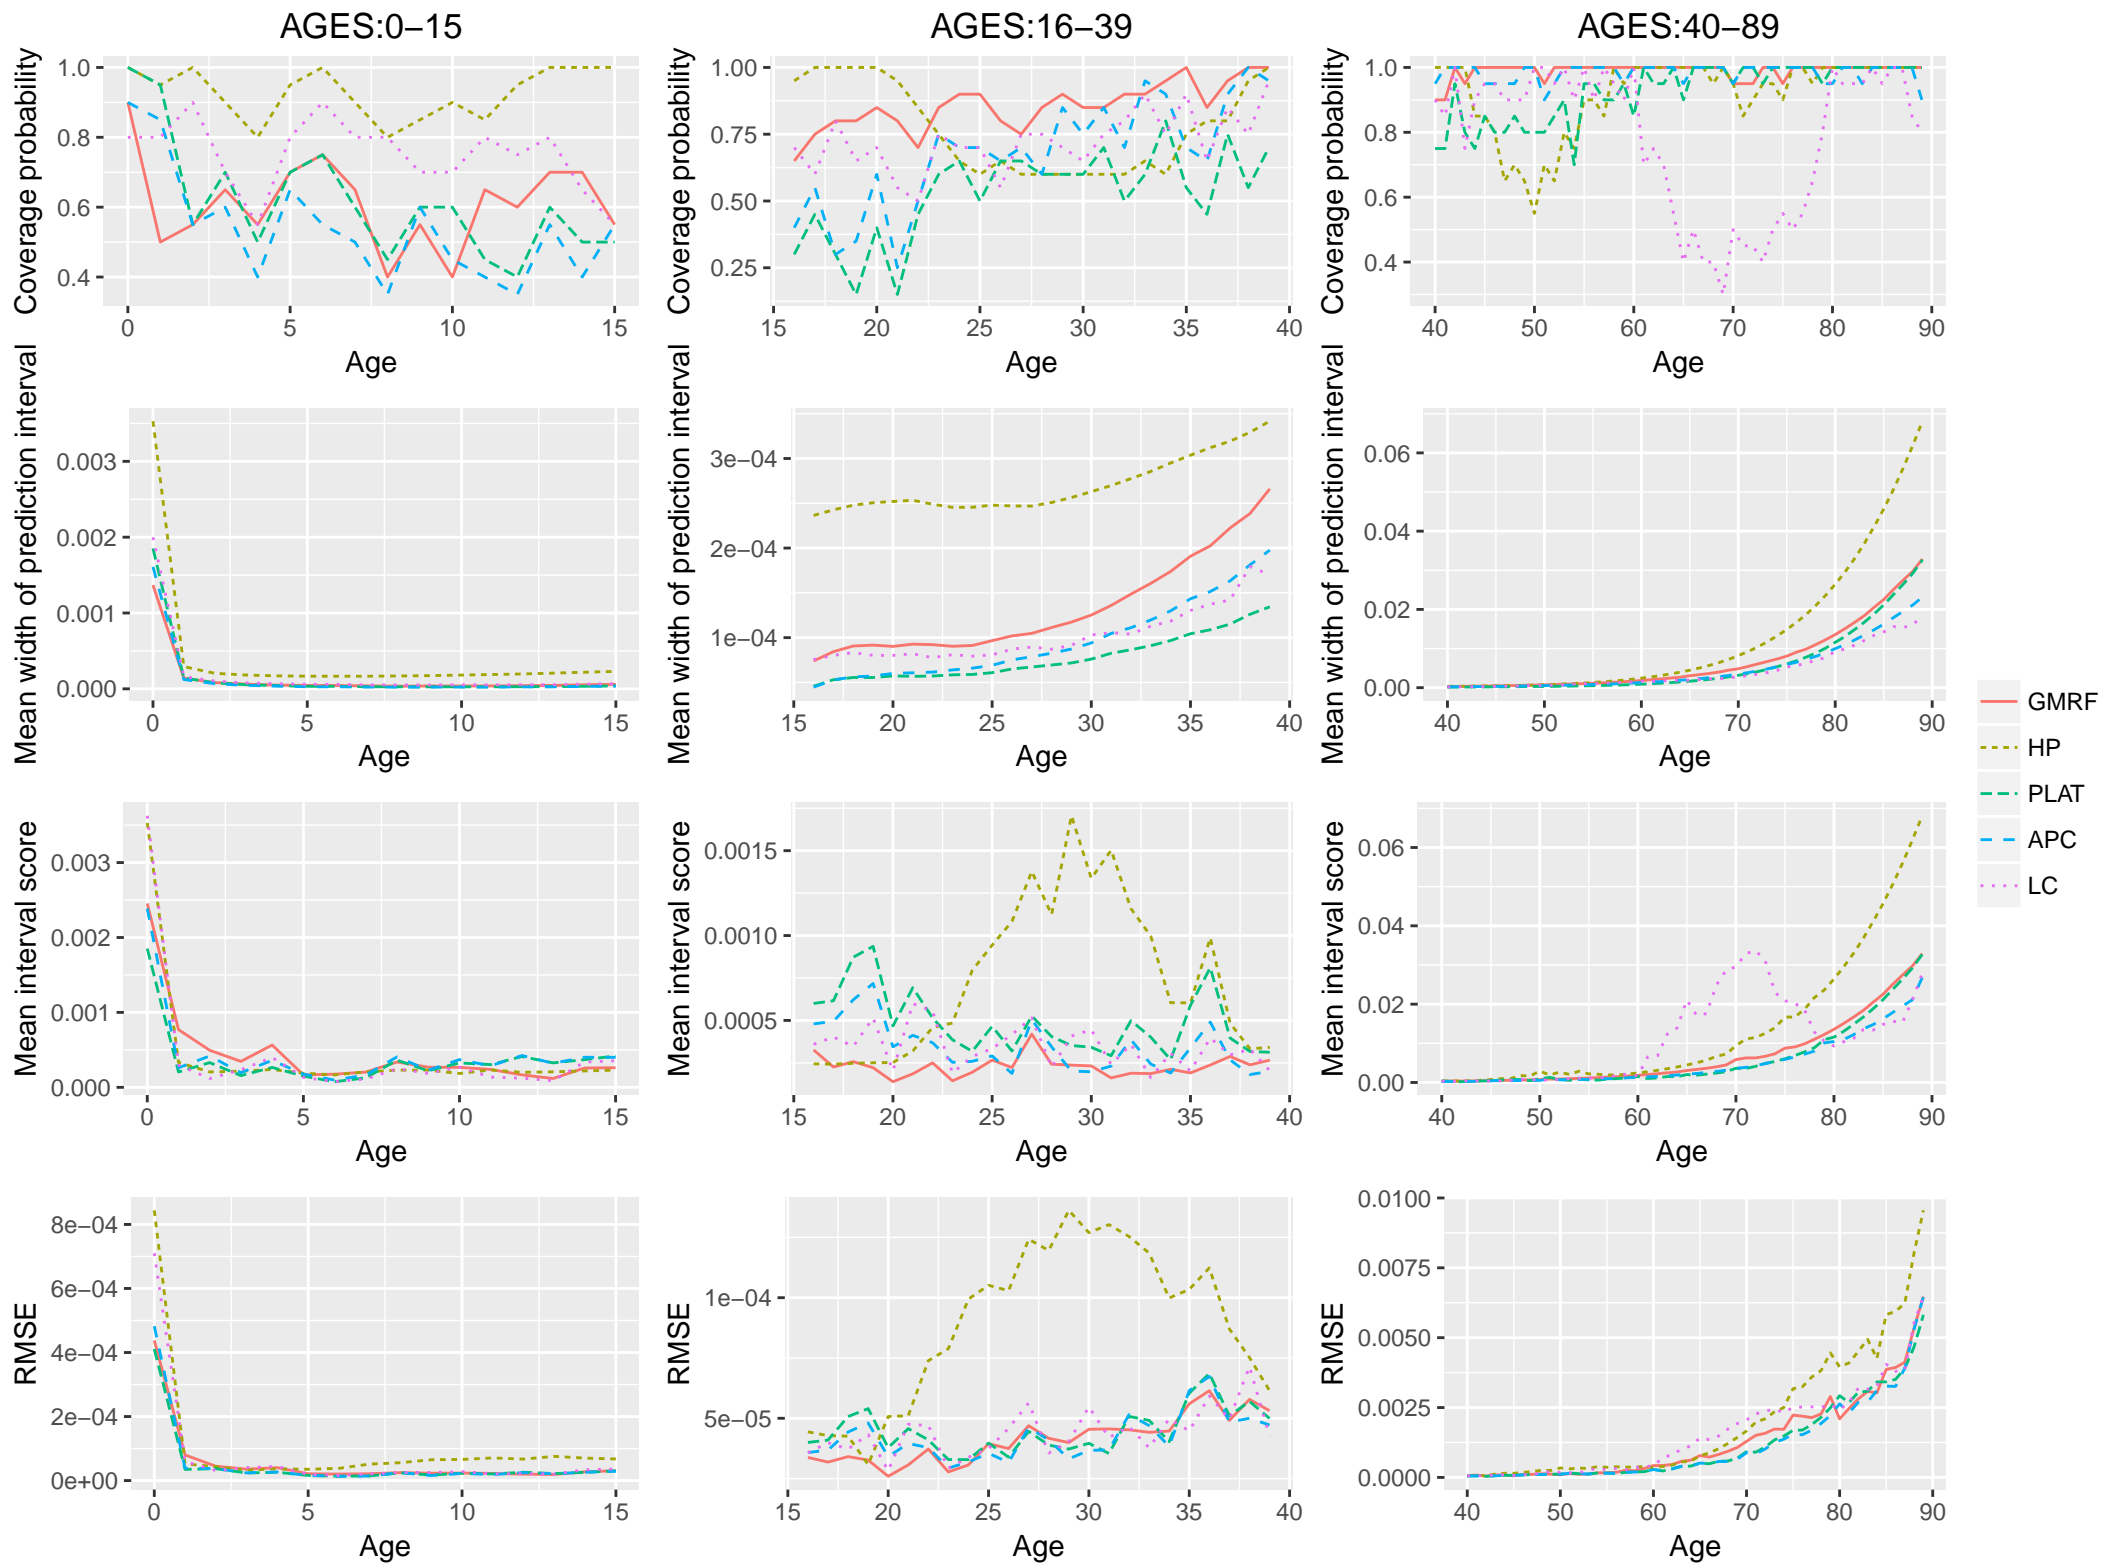 AGES:0–15 AGES:16–39 AGES:40–89
Coverage probability
1.0
0.8
0.6
0.4
0 5 10 15
Age
Coverage probability
1.00
0.75
0.50
0.25
15 20 25 30 35 40
Age
Coverage probability
1.0
0.8
0.6
0.4
40 50 60 70 80 90
Age
Mean width of prediction interval
0.003
0.002
0.001
0.000
0 5 10 15
Age
Mean width of prediction interval
3e−04
2e−04
1e−04
15 20 25 30 35 40
Age
Mean width of prediction interval
0.06
0.04
0.02
0.00
40 50 60 70 80 90
Age
GMRF
HP
PLAT
APC
LC
Mean interval score
0.003
0.002
0.001
0.000
0 5 10 15
Age
Mean interval score
0.0015
0.0010
0.0005
15 20 25 30 35 40
Age
Mean interval score
0.06
0.04
0.02
0.00
40 50 60 70 80 90
Age
RMSE
8e−04
6e−04
4e−04
2e−04
0e+00
0 5 10 15
Age
RMSE
1e−04
5e−05
15 20 25 30 35 40
Age
RMSE
0.0100
0.0075
0.0050
0.0025
0.0000
40 50 60 70 80 90
Age